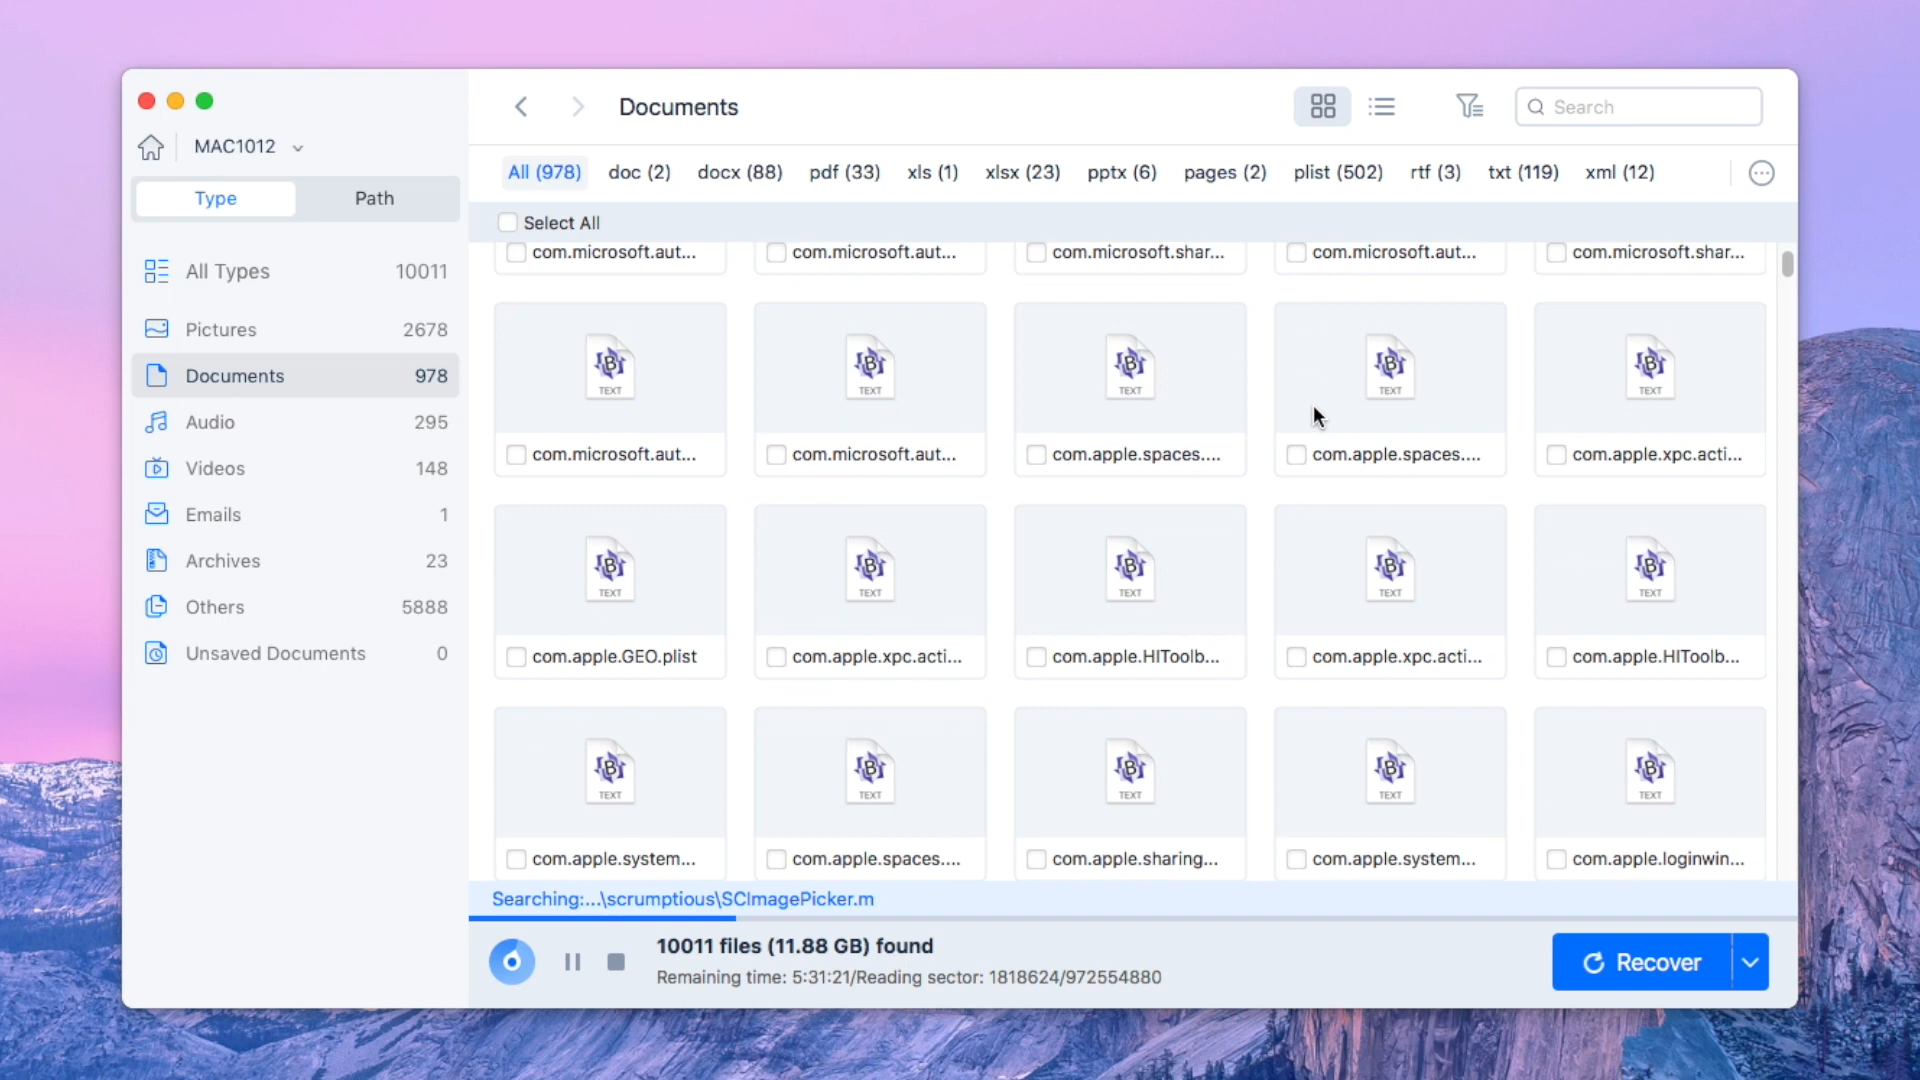 Documents
Search
MAC1012
Type Path
All (978) doc (2) docx (88) pdf (33) xls (1) xlsx (23) pptx (6) pages (2) plist (502) rtf (3) txt (119) xml (12)
Select All
All Types 10011
Pictures 2678
Documents 978
Audio 295
Videos 148
Emails 1
Archives 23
Others 5888
Unsaved Documents 0
com.microsoft.aut... com.microsoft.aut... com.microsoft.shar... com.microsoft.aut... com.microsoft.shar...
TEXT TEXT TEXT TEXT TEXT
com.microsoft.aut... com.microsoft.aut... com.apple.spaces.... com.apple.spaces.... com.apple.xpc.acti...
TEXT TEXT TEXT TEXT TEXT
com.apple.GEO.plist com.apple.xpc.acti... com.apple.HIToolb... com.apple.xpc.acti... com.apple.HIToolb...
TEXT TEXT TEXT TEXT TEXT
com.apple.system... com.apple.spaces.... com.apple.sharing... com.apple.system... com.apple.loginwin...
Searching:...\scrumptious\SCImagePicker.m
10011 files (11.88 GB) found
Remaining time: 5:31:21/Reading sector: 1818624/972554880
Recover